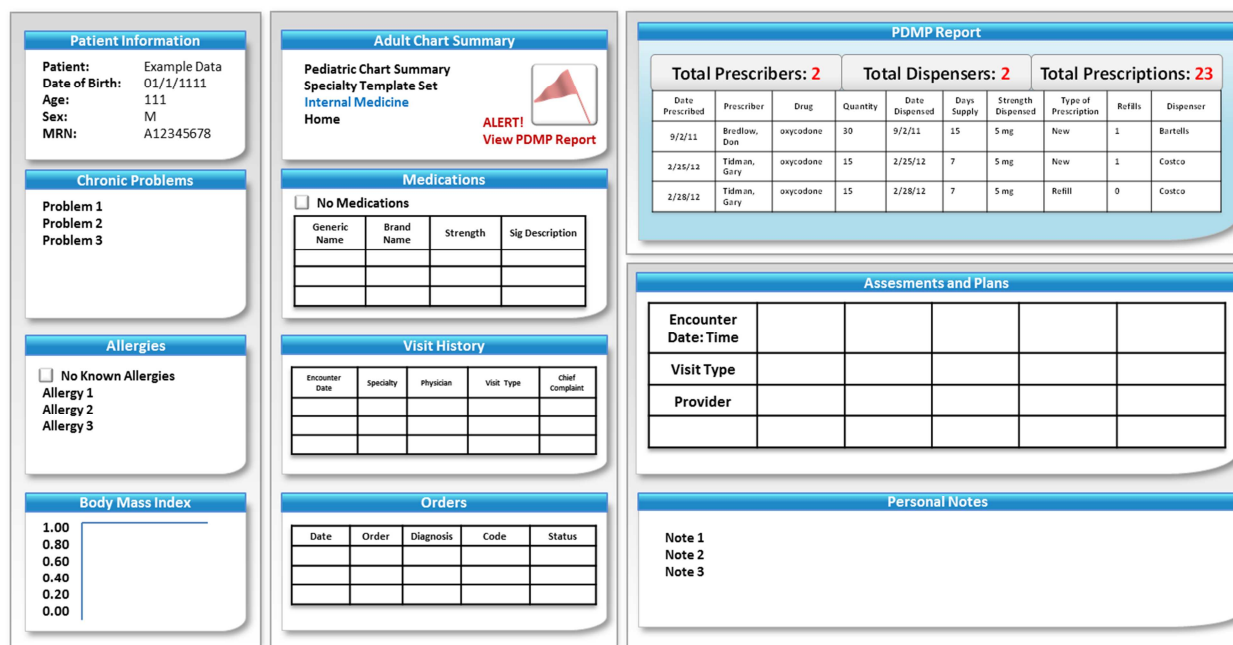 Patient Information
Patient: Example Data
Date of Birth: 01/1/1111
Age: 111
Sex: M
MRN: A12345678
Chronic Problems
Problem 1
Problem 2
Problem 3
Allergies
No Known Allergies
Allergy 1
Allergy 2
Allergy 3
Body Mass Index
1.00
0.80
0.60
0.40
0.20
0.00
Adult Chart Summary
Pediatric Chart Summary
Specialty Template Set
Internal Medicine
Home
ALERT!
View PDMP Report
Medications
No Medications
Generic Name Brand Name Strength Sig Description
Visit History
Encounter Date Specialty Physician Visit Type Chief Complaint
Orders
Date Order Diagnosis Code Status
PDMP Report
Total Prescribers: 2 Total Dispensers: 2 Total Prescriptions: 23
Date Prescribed Prescriber Drug Quantity Date Dispensed Days Supply Strength Dispensed Type of Prescription Refills Dispenser
9/2/11 Bredlow, Don oxycodone 30 9/2/11 15 5 mg New 1 Bartells
2/25/12 Tidman, Gary oxycodone 15 2/25/12 7 5 mg New 1 Costco
2/28/12 Tidman, Gary oxycodone 15 2/28/12 7 5 mg Refill 0 Costco
Assesments and Plans
Encounter
Date: Time
Visit Type
Provider
Personal Notes
Note 1
Note 2
Note 3